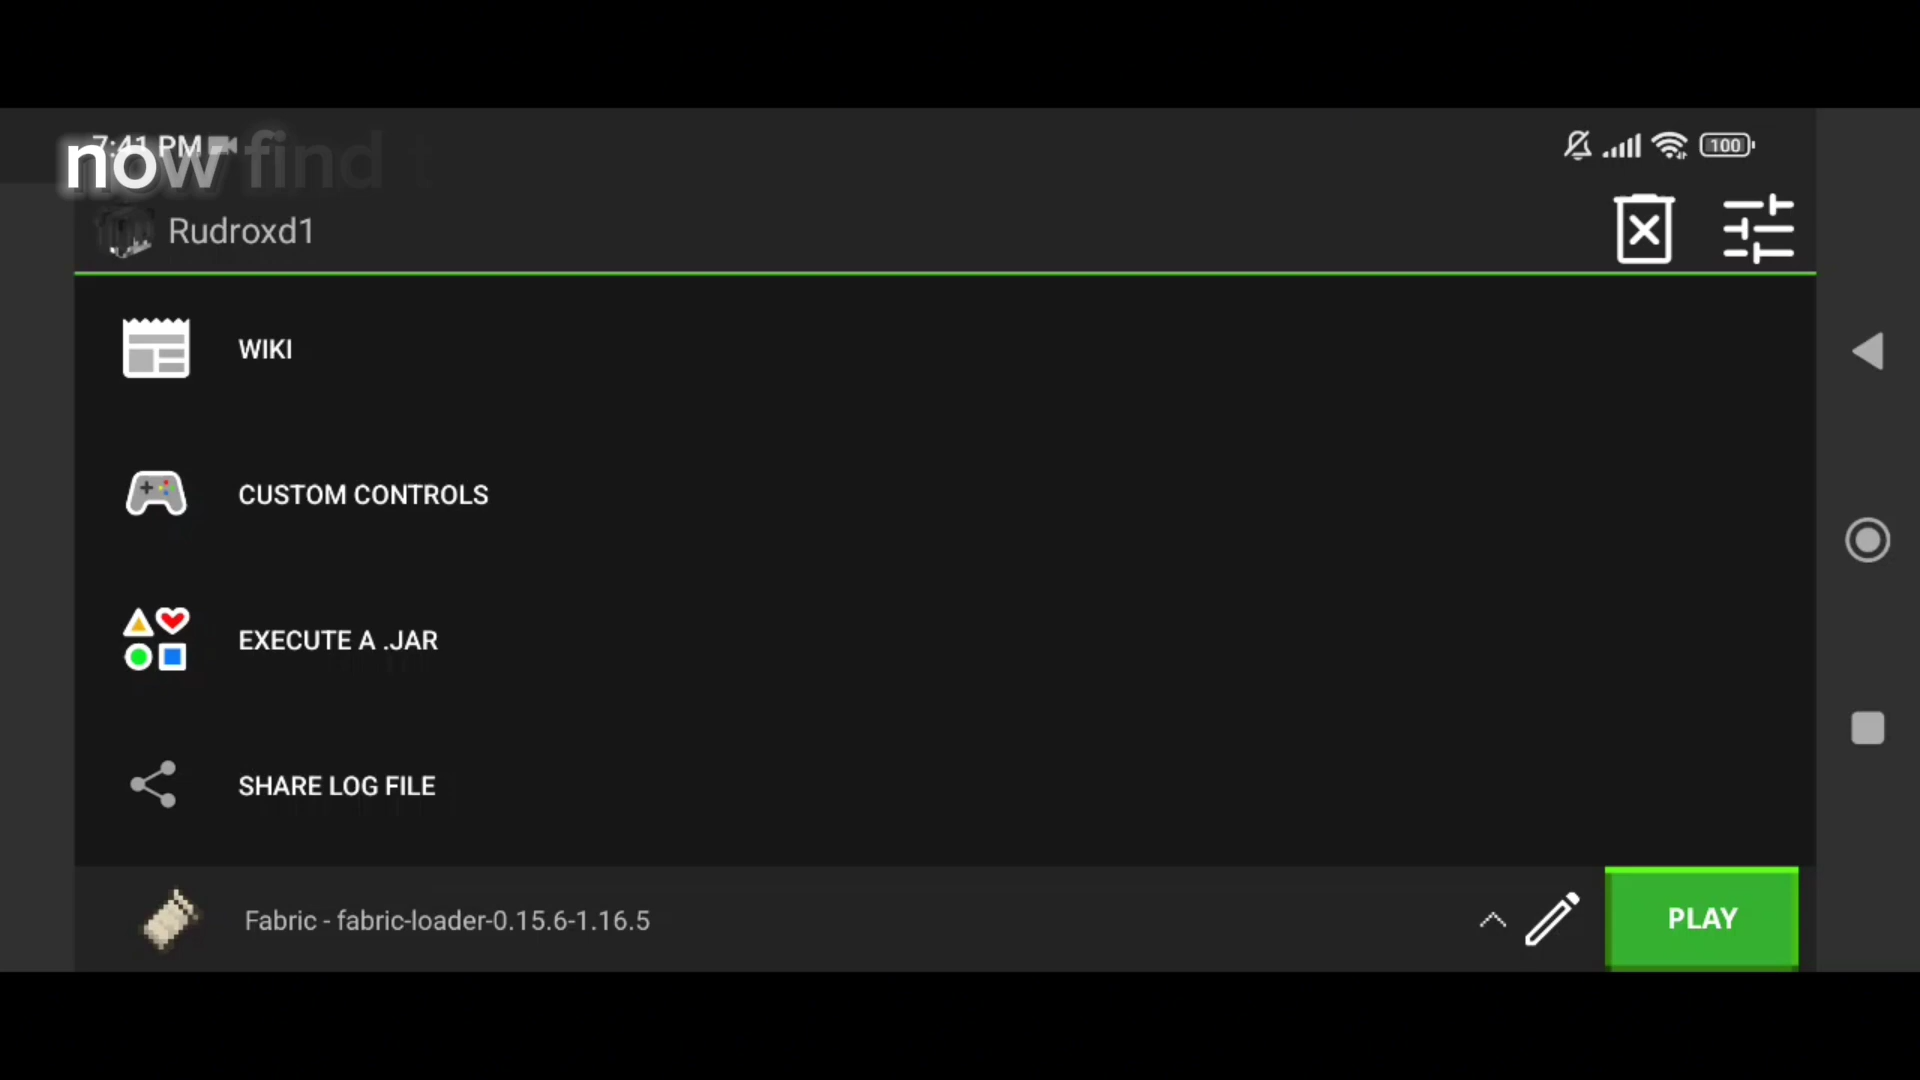 7:41 PM
now find t
100
Rudroxd1
WIKI
CUSTOM CONTROLS
EXECUTE A .JAR
SHARE LOG FILE
Fabric - fabric-loader-0.15.6-1.16.5
PLAY